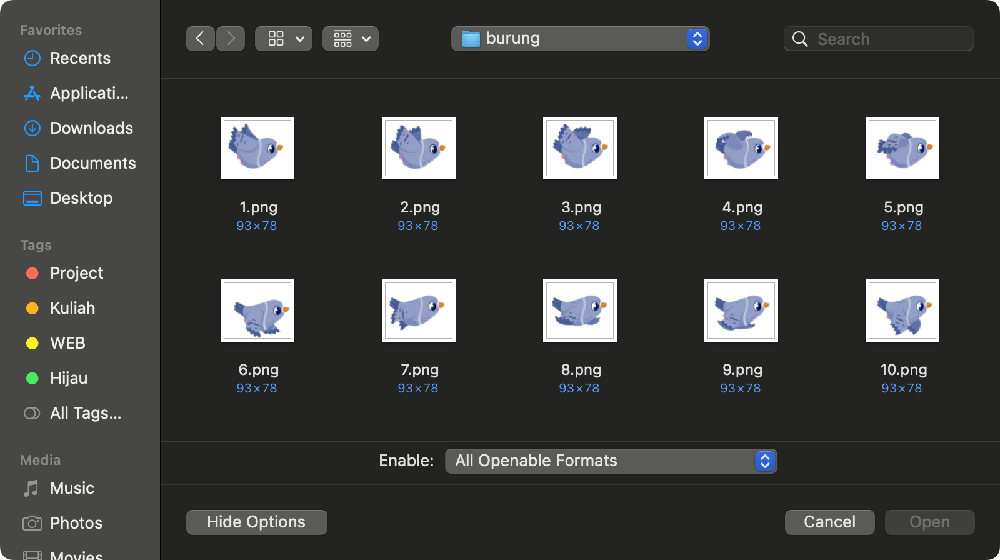 Favorites
Recents
Applicati...
Downloads
Documents
Desktop
Tags
Project
Kuliah
WEB
Hijau
All Tags...
Media
Music
Photos
Movies
burung
Search
1.png
93×78
2.png
93×78
3.png
93×78
4.png
93×78
5.png
93×78
6.png
93×78
7.png
93×78
8.png
93×78
9.png
93×78
10.png
93×78
Enable: All Openable Formats
Hide Options
Cancel
Open